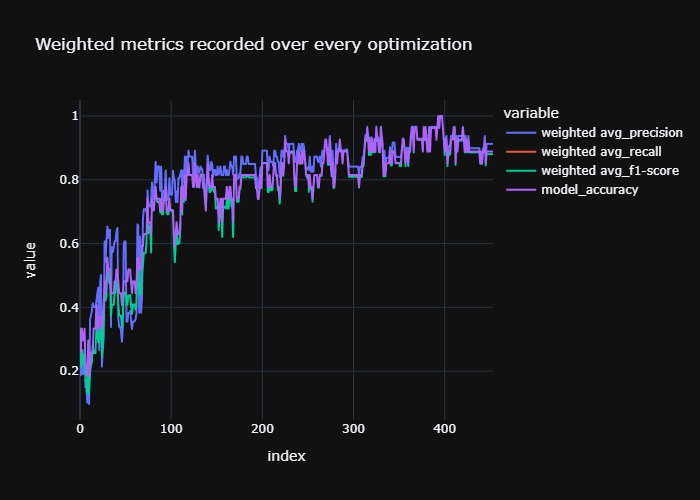 Weighted metrics recorded over every optimization
variable
weighted avg_precision
weighted avg_recall
weighted avg_f1-score
model_accuracy
value
1
0.8
0.6
0.4
0.2
0 100 200 300 400
index